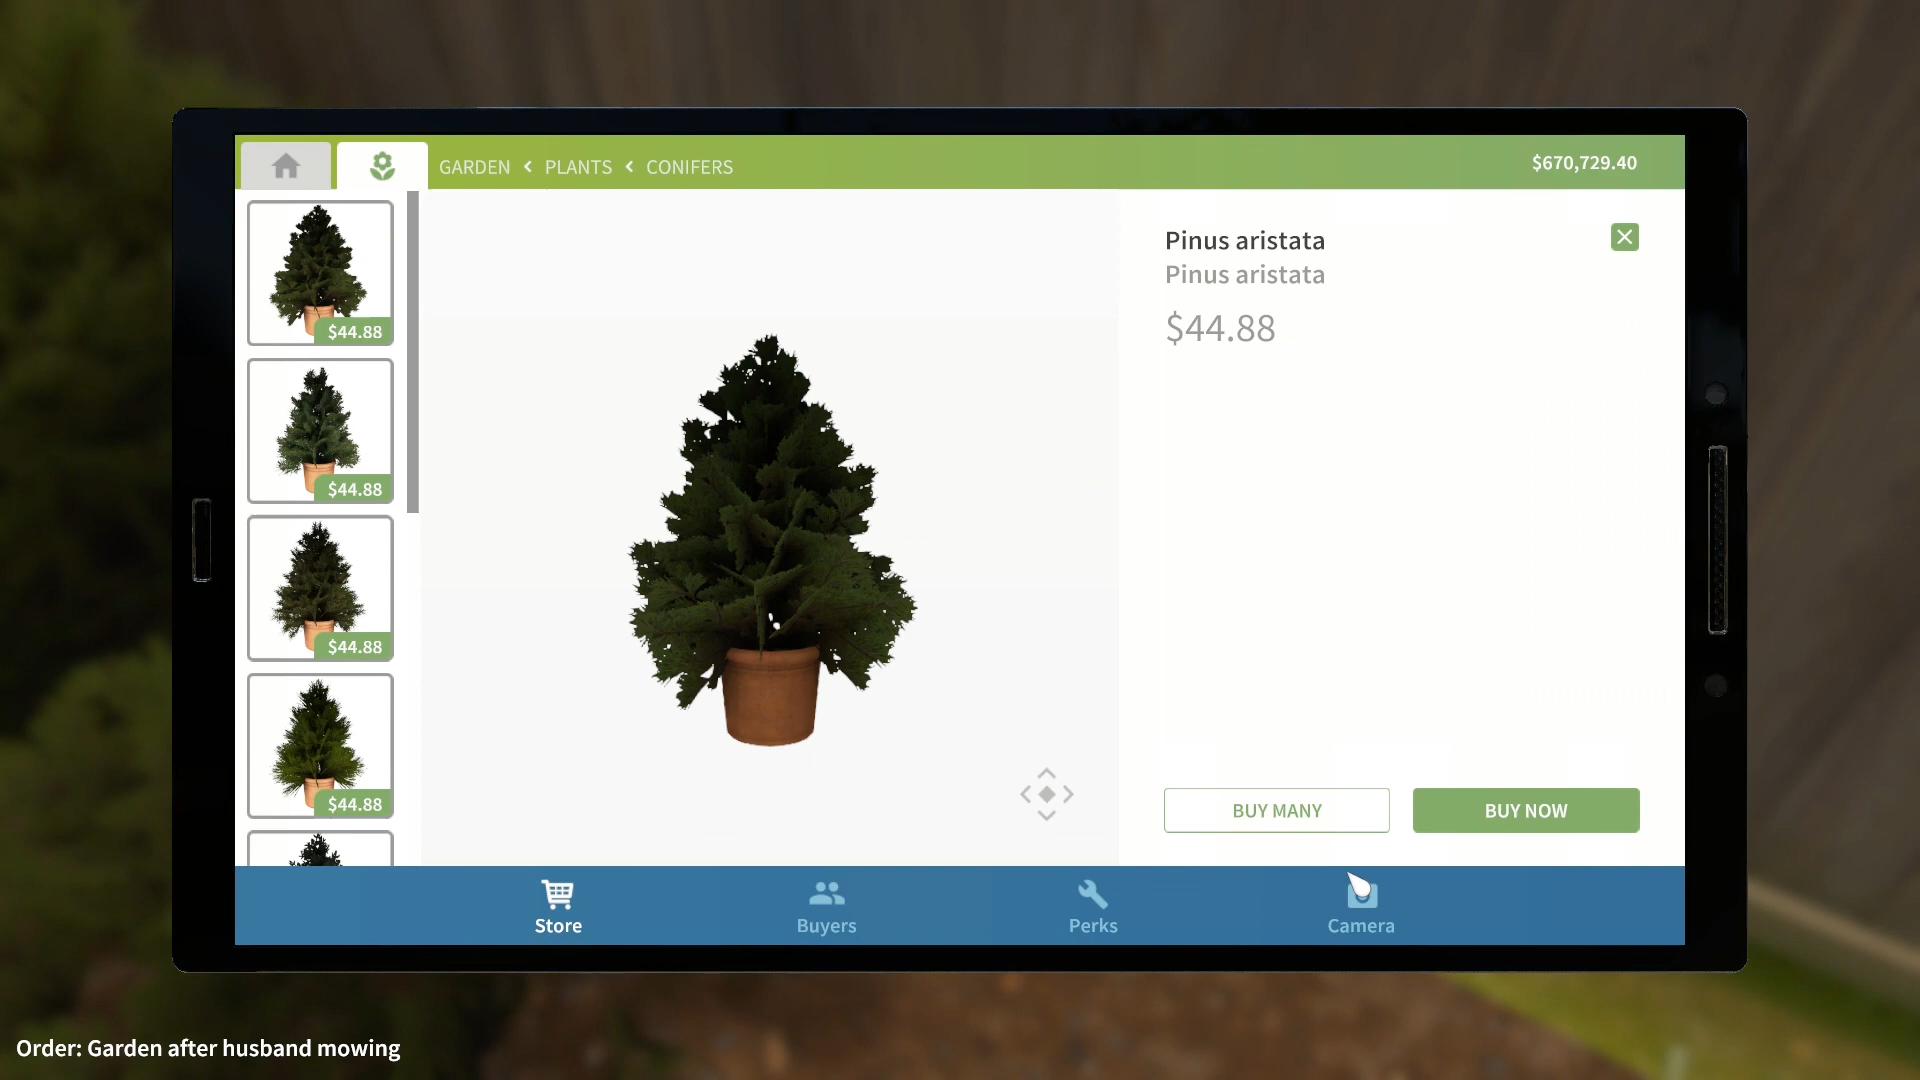 GARDEN < PLANTS < CONIFERS
$670,729.40
$44.88
$44.88
$44.88
$44.88
Pinus aristata
Pinus aristata
$44.88
BUY MANY
BUY NOW
Store
Buyers
Perks
Camera
Order: Garden after husband mowing